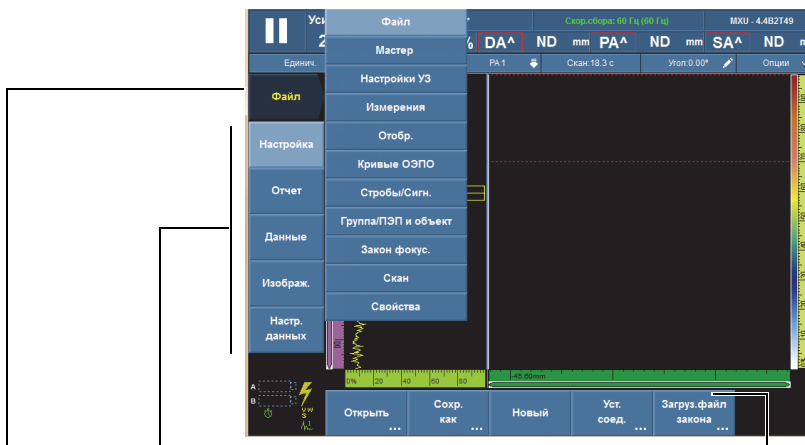 Уси
Скор.сбора: 60 Гц (60 Гц)
MXU - 4.4B2T49
2
%
DA^
ND
mm
PA^
ND
mm
SA^
ND
Единич.
PA1
Скан:18.3 с
Угол:0.00°
Опции
Файл
Мастер
Настройки УЗ
Измерения
Отобр.
Кривые ОЭПО
Стробы/Сигн.
Группа/ПЭП и объект
Закон фокус.
Скан
Свойства
Файл
Настройка
Отчет
Данные
Изображ.
Настр.
данных
0% 20 40 60 80
-45.60mm
A
B
Открыть
...
Сохр.
как
...
Новый
Уст.
соед.
...
Загруз.файл
закона
...